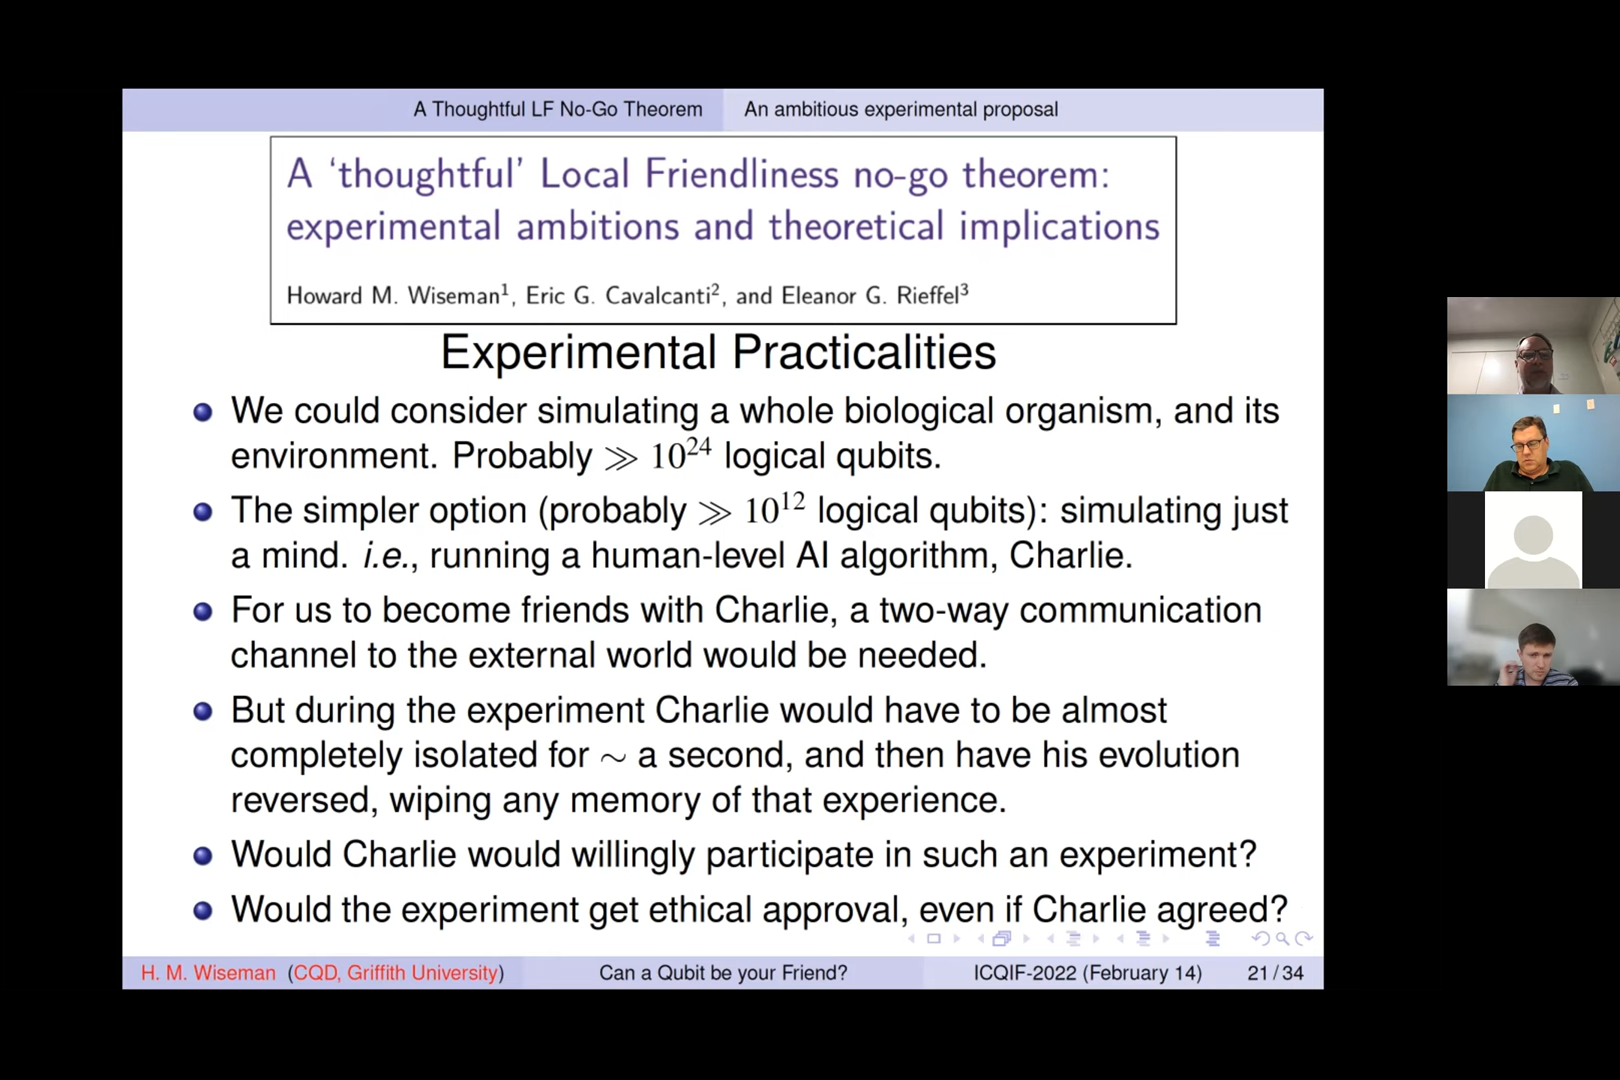 A Thoughtful LF No-Go Theorem An ambitious experimental proposal
A ‘thoughtful’ Local Friendliness no-go theorem:
experimental ambitions and theoretical implications
Howard M. Wiseman¹, Eric G. Cavalcanti², and Eleanor G. Rieffel³
Experimental Practicalities
We could consider simulating a whole biological organism, and its
environment. Probably ≫ 10²⁴ logical qubits.
The simpler option (probably ≫ 10¹² logical qubits): simulating just
a mind. i.e., running a human-level AI algorithm, Charlie.
For us to become friends with Charlie, a two-way communication
channel to the external world would be needed.
But during the experiment Charlie would have to be almost
completely isolated for ∼ a second, and then have his evolution
reversed, wiping any memory of that experience.
Would Charlie would willingly participate in such an experiment?
Would the experiment get ethical approval, even if Charlie agreed?
H. M. Wiseman (CQD, Griffith University) Can a Qubit be your Friend? ICQIF-2022 (February 14) 21 / 34